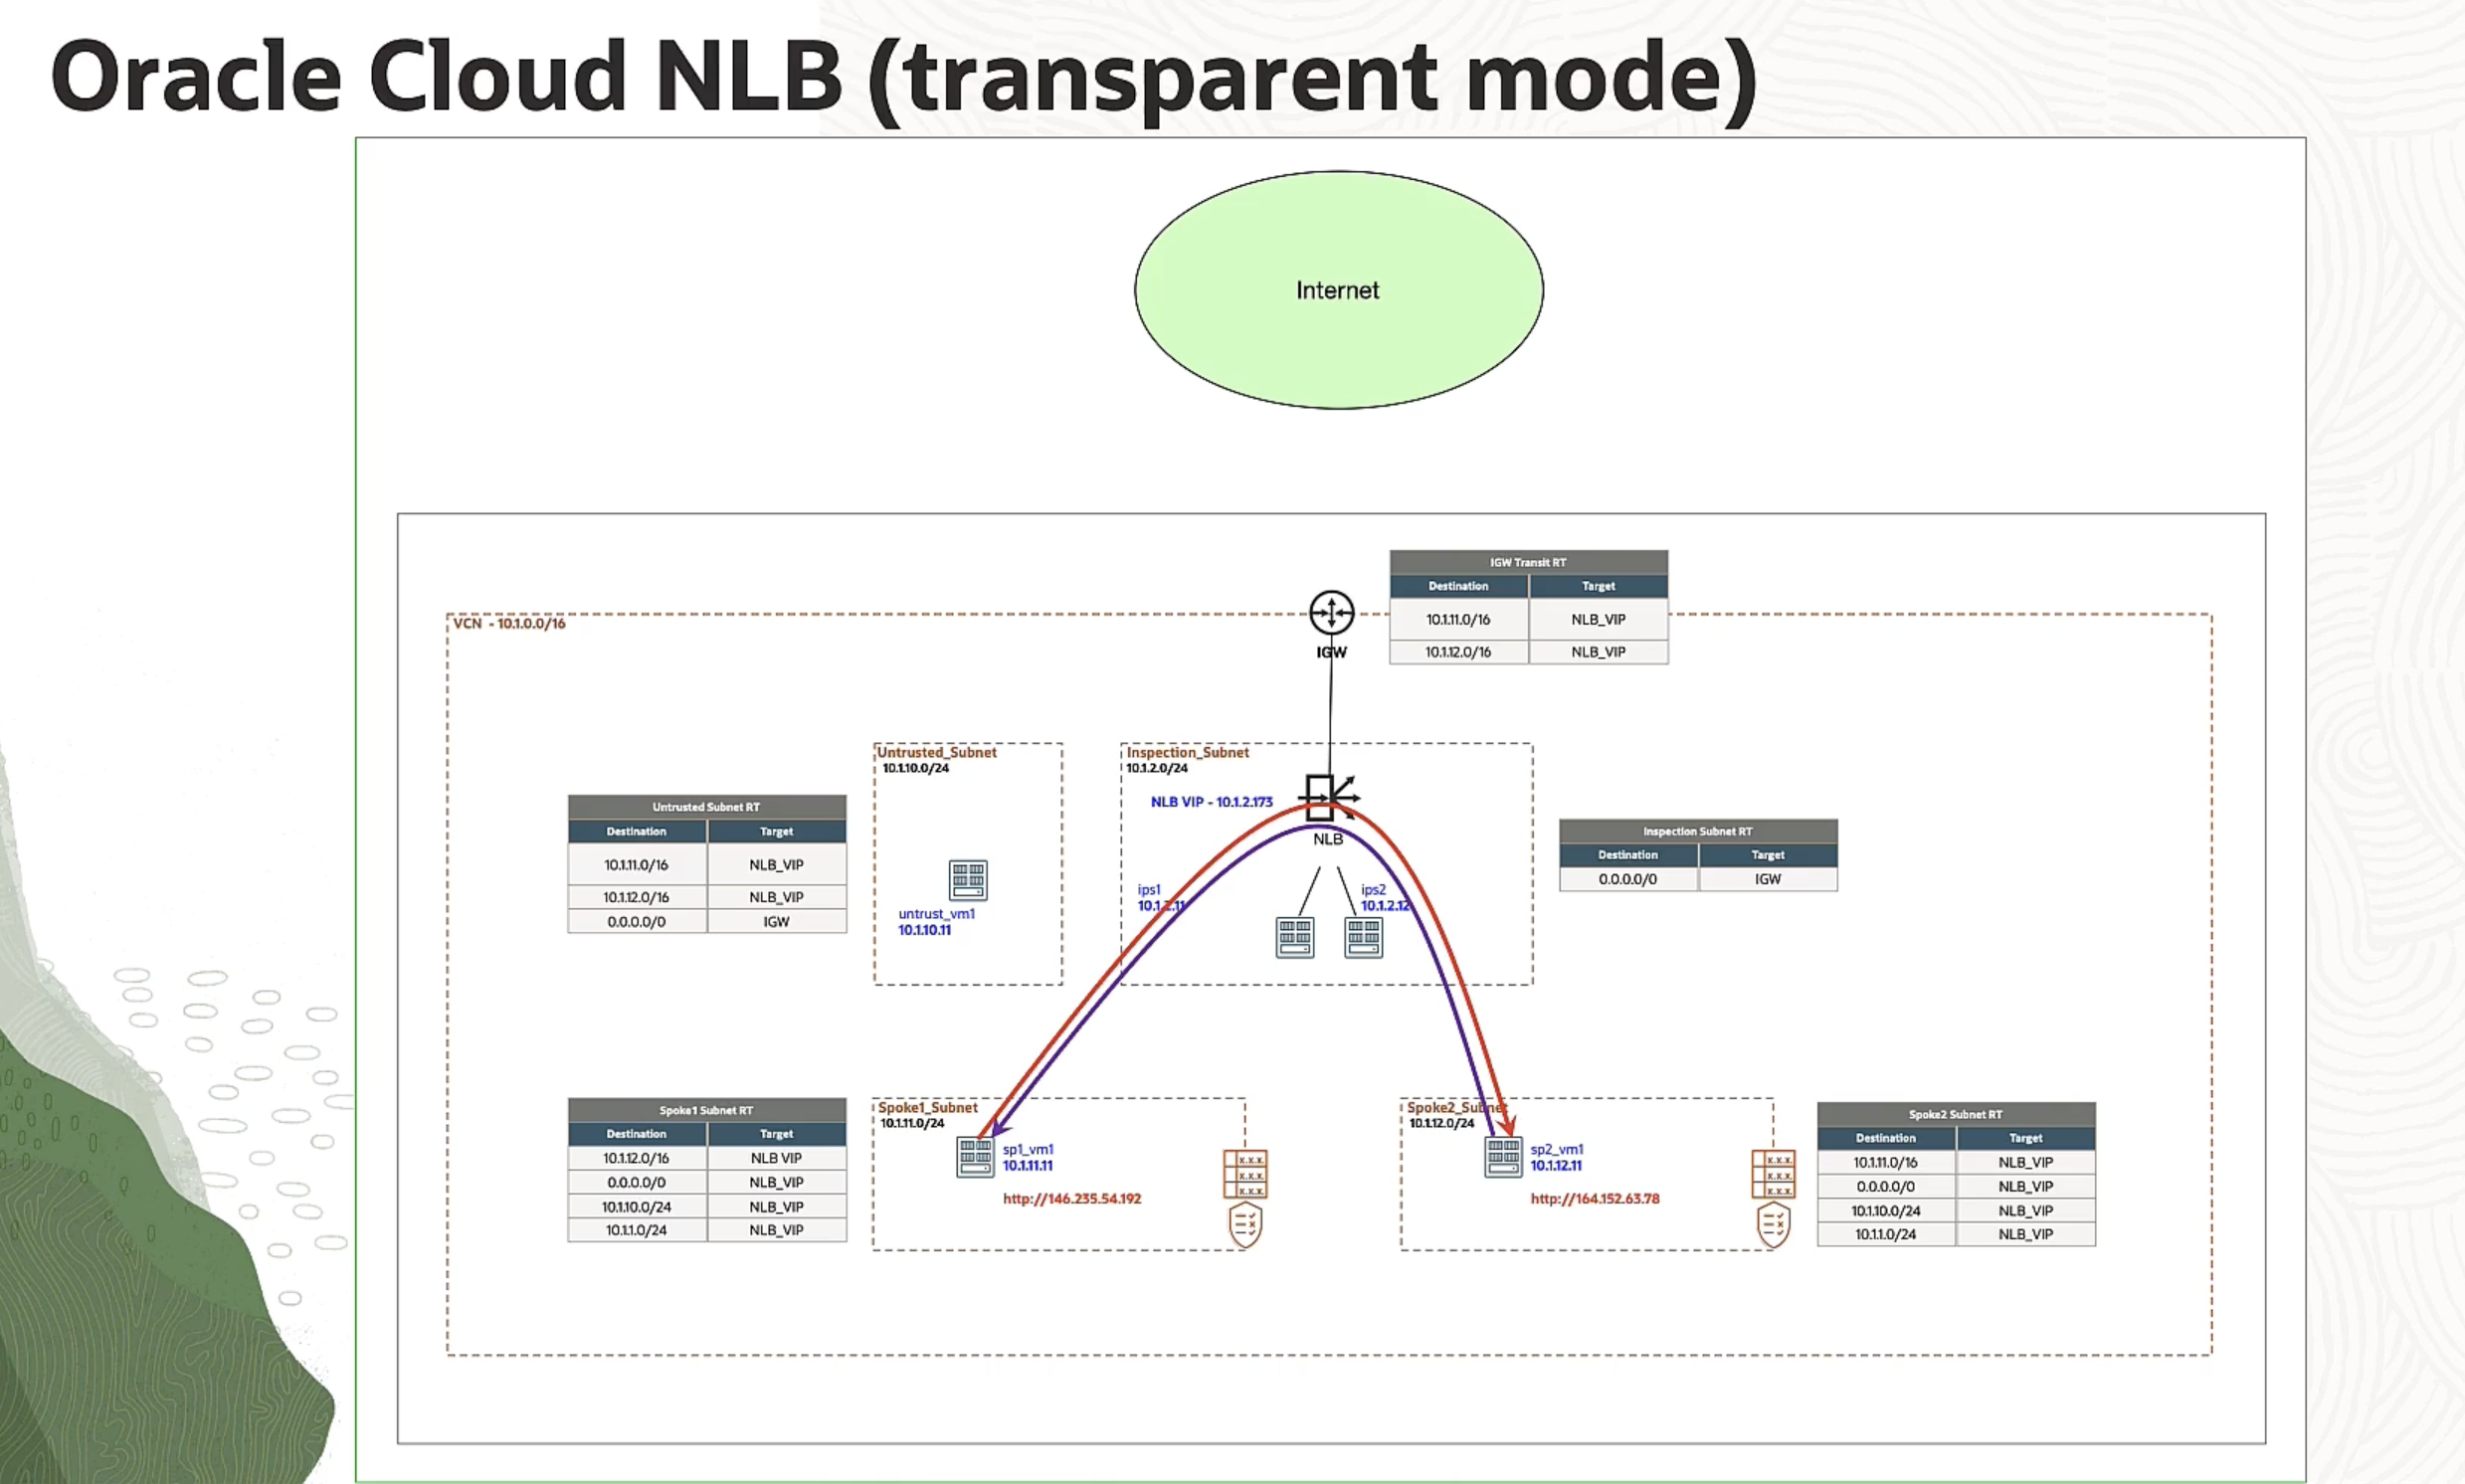 Oracle Cloud NLB (transparent mode)
Internet
IGW Transit RT
Destination Target
10.1.11.0/16 NLB_VIP
10.1.12.0/16 NLB_VIP
VCN - 10.1.0.0/16
IGW
Untrusted_Subnet
10.1.10.0/24
untrust_vm1
10.1.10.11
Inspection_Subnet
10.1.2.0/24
NLB VIP - 10.1.2.173
NLB
ips1
10.1.2.11
ips2
10.1.2.12
Untrusted Subnet RT
Destination Target
10.1.11.0/16 NLB_VIP
10.1.12.0/16 NLB_VIP
0.0.0.0/0 IGW
Inspection Subnet RT
Destination Target
0.0.0.0/0 IGW
Spoke1 Subnet RT
Destination Target
10.1.12.0/16 NLB VIP
0.0.0.0/0 NLB_VIP
10.1.10.0/24 NLB_VIP
10.1.1.0/24 NLB_VIP
Spoke1_Subnet
10.1.11.0/24
sp1_vm1
10.1.11.11
http://146.235.54.192
x.x.x.
x.x.x.
x.x.x.
Spoke2_Subnet
10.1.12.0/24
sp2_vm1
10.1.12.11
http://164.152.63.78
x.x.x.
x.x.x.
x.x.x.
Spoke2 Subnet RT
Destination Target
10.1.11.0/16 NLB_VIP
0.0.0.0/0 NLB_VIP
10.1.10.0/24 NLB_VIP
10.1.1.0/24 NLB_VIP